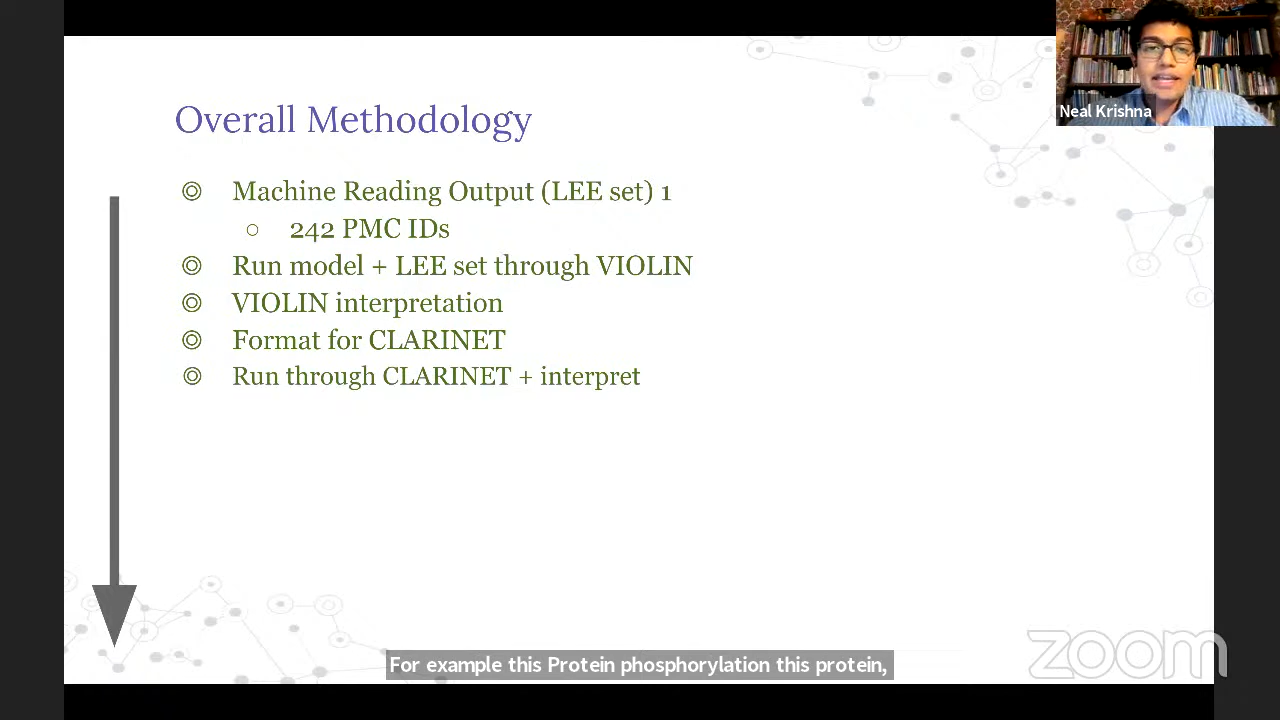 Overall Methodology
Neal Krishna
◎ Machine Reading Output (LEE set) 1
○ 242 PMC IDs
◎ Run model + LEE set through VIOLIN
◎ VIOLIN interpretation
◎ Format for CLARINET
◎ Run through CLARINET + interpret
For example this Protein phosphorylation this protein,
zoom